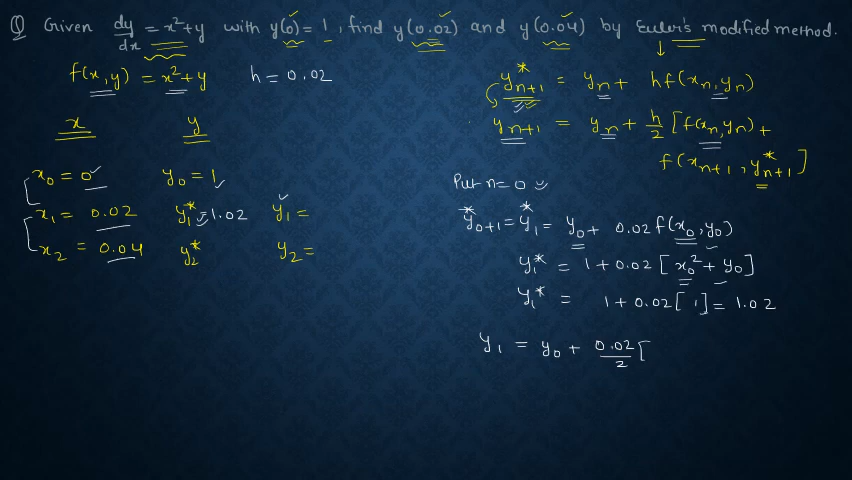 Q Given dy/dx = x²+y with y(0)=1, find y(0.02) and y(0.04) by Euler's modified method.
f(x,y) = x²+y h = 0.02
x y
x₀ = 0 y₀ = 1
x₁ = 0.02 y₁* = 1.02 y₁ =
x₂ = 0.04 y₂* y₂ =
y*ₙ₊₁ = yₙ + hf(xₙ,yₙ)
yₙ₊₁ = yₙ + h/2 [f(xₙ,yₙ) +
f(xₙ₊₁, y*ₙ₊₁]
Put n=0
y*₀₊₁ = y₁* = y₀ + 0.02 f(x₀,y₀)
y₁* = 1+0.02 [x₀²+y₀]
y₁* = 1+0.02[1] = 1.02
y₁ = y₀ + 0.02/2 [